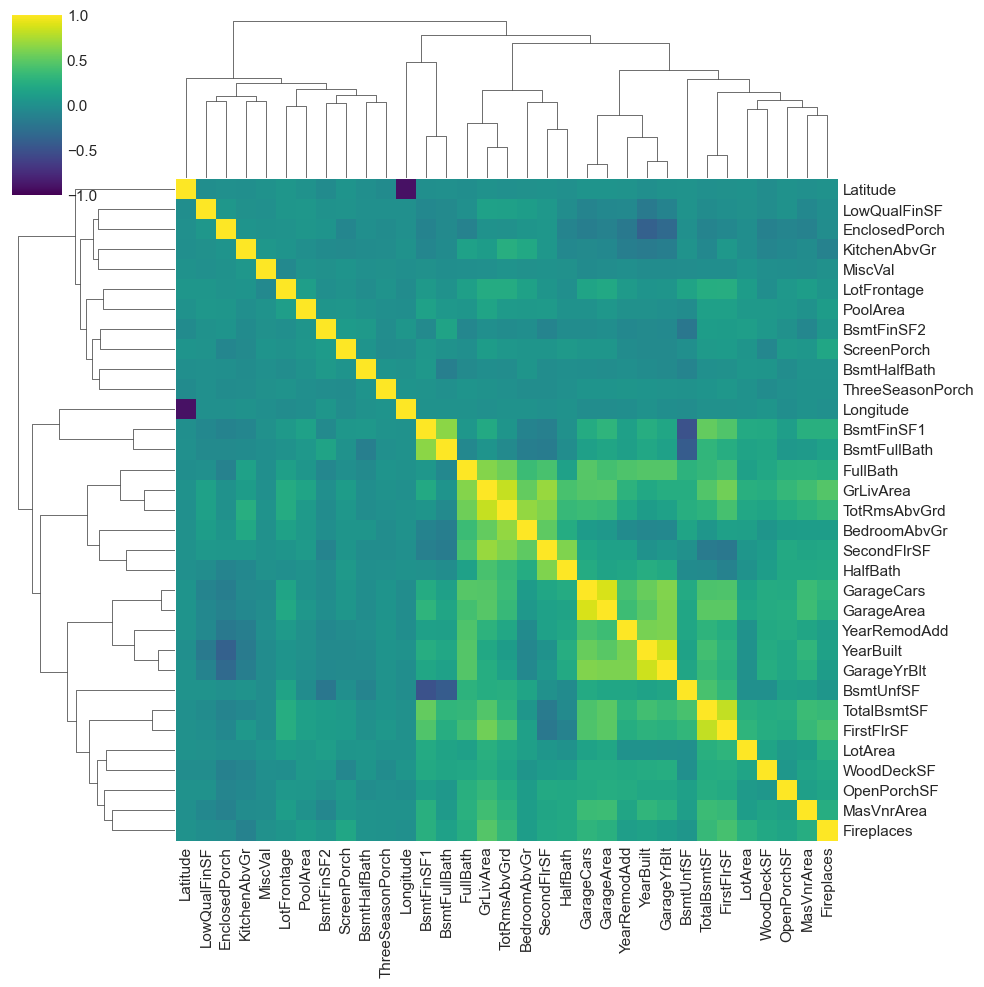 1.0
0.5
0.0
−0.5
−1.0
Latitude
LowQualFinSF
EnclosedPorch
KitchenAbvGr
MiscVal
LotFrontage
PoolArea
BsmtFinSF2
ScreenPorch
BsmtHalfBath
ThreeSeasonPorch
Longitude
BsmtFinSF1
BsmtFullBath
FullBath
GrLivArea
TotRmsAbvGrd
BedroomAbvGr
SecondFlrSF
HalfBath
GarageCars
GarageArea
YearRemodAdd
YearBuilt
GarageYrBlt
BsmtUnfSF
TotalBsmtSF
FirstFlrSF
LotArea
WoodDeckSF
OpenPorchSF
MasVnrArea
Fireplaces
Latitude
LowQualFinSF
EnclosedPorch
KitchenAbvGr
MiscVal
LotFrontage
PoolArea
BsmtFinSF2
ScreenPorch
BsmtHalfBath
ThreeSeasonPorch
Longitude
BsmtFinSF1
BsmtFullBath
FullBath
GrLivArea
TotRmsAbvGrd
BedroomAbvGr
SecondFlrSF
HalfBath
GarageCars
GarageArea
YearRemodAdd
YearBuilt
GarageYrBlt
BsmtUnfSF
TotalBsmtSF
FirstFlrSF
LotArea
WoodDeckSF
OpenPorchSF
MasVnrArea
Fireplaces